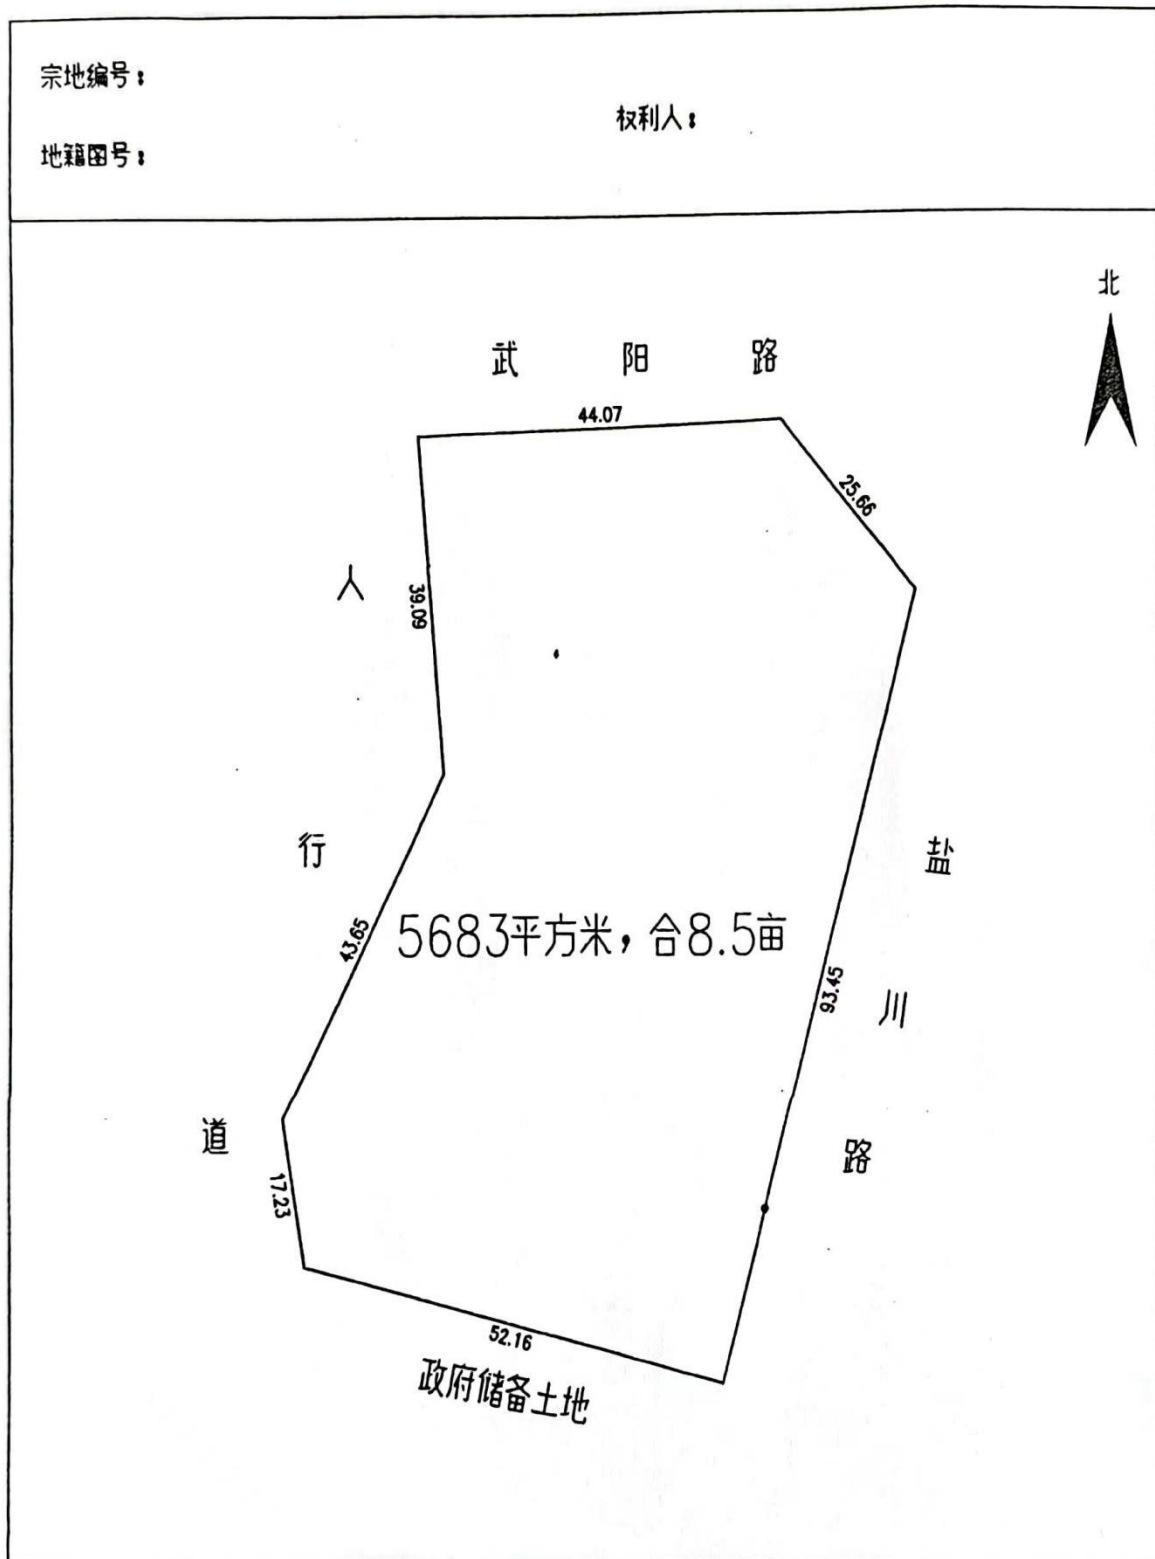 宗地编号：
权利人：
地籍图号：
北
武阳路
44.07
25.66
人
39.09
行
盐
43.65
5683平方米，合8.5亩
93.45
川
道
路
17.23
52.16
政府储备土地